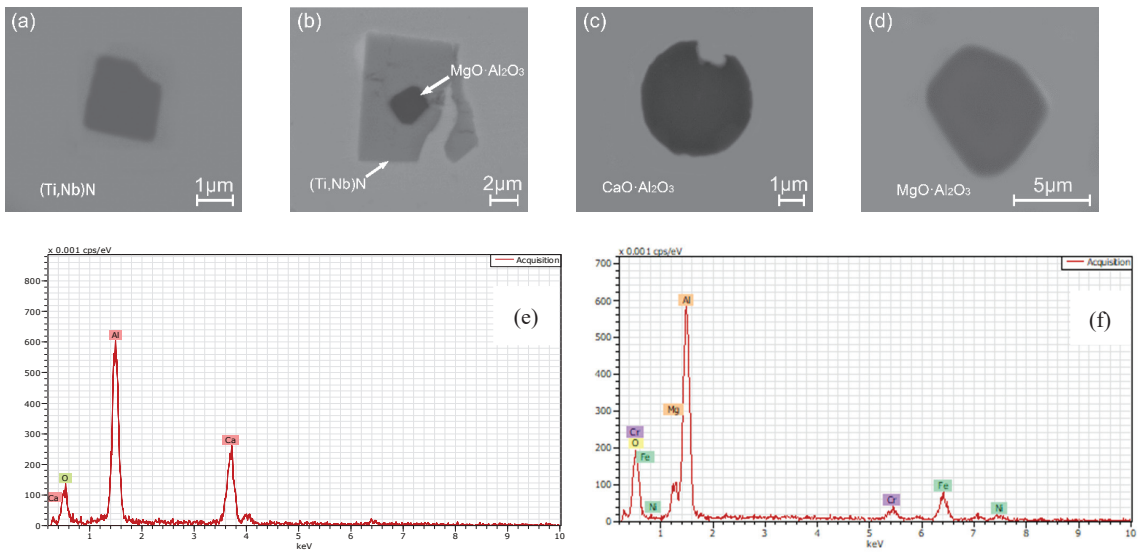 (a)
(Ti,Nb)N
1μm
(b)
MgO·Al₂O₃
(Ti,Nb)N
2μm
(c)
CaO·Al₂O₃
1μm
(d)
MgO·Al₂O₃
5μm
x 0.001 cps/eV
Acquisition
(e)
800
700
600
500
400
300
200
100
0
Ca
O
Al
Ca
1 2 3 4 5 6 7 8 9 10
keV
x 0.001 cps/eV
Acquisition
(f)
700
600
500
400
300
200
100
0
Cr
O
Fe
Ni
Mg
Al
Cr
Fe
Ni
1 2 3 4 5 6 7 8 9 10
keV